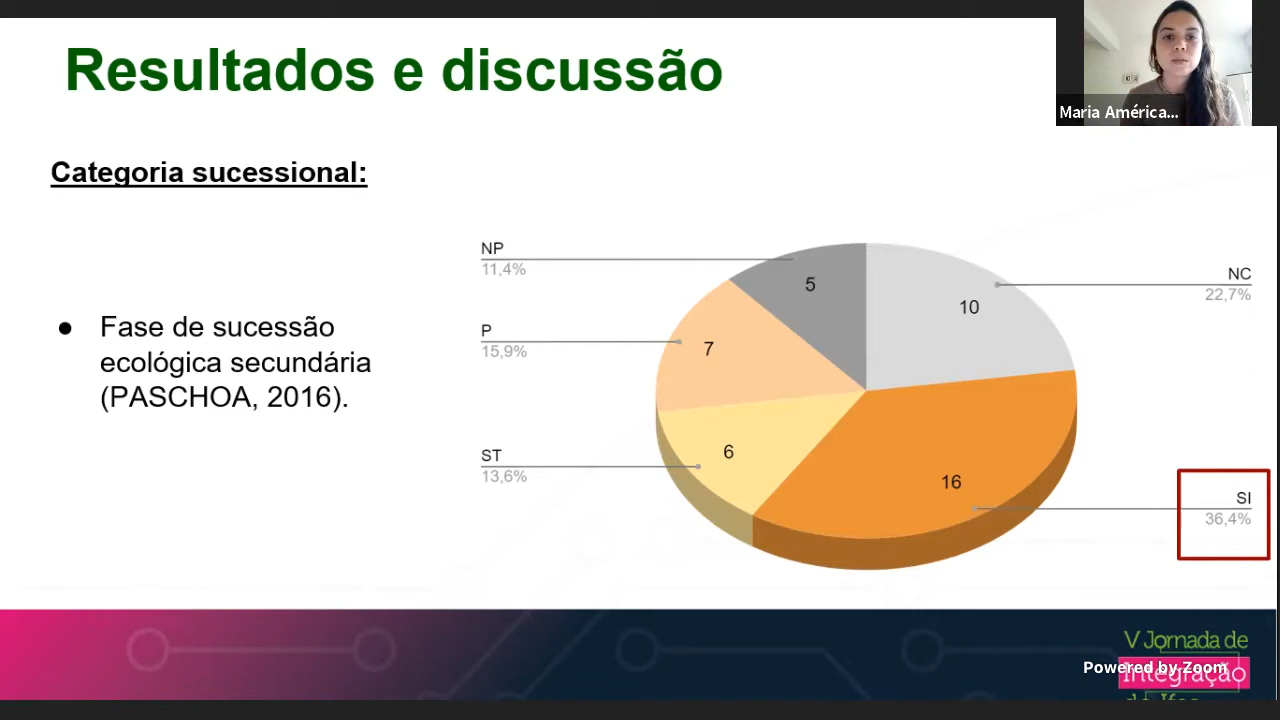 Resultados e discussão
Maria América...
Categoria sucessional:
● Fase de sucessão
ecológica secundária
(PASCHOA, 2016).
NP
11,4%
P
15,9%
ST
13,6%
NC
22,7%
SI
36,4%
5
10
7
6
16
V Jornada de
Integração
Powered by Zoom